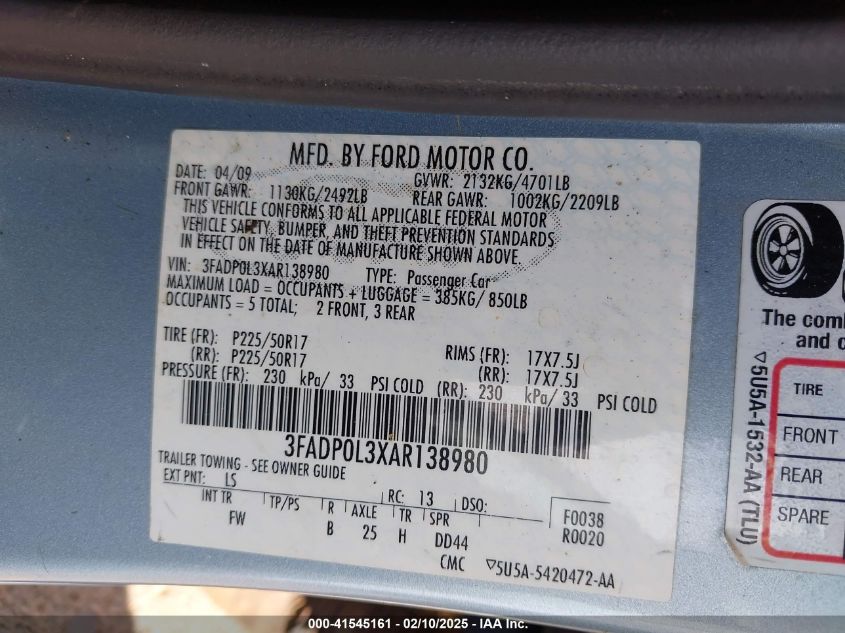 MFD. BY FORD MOTOR CO.
DATE: 04/09 GVWR: 2132KG/4701LB
FRONT GAWR: 1130KG/2492LB REAR GAWR: 1002KG/2209LB
THIS VEHICLE CONFORMS TO ALL APPLICABLE FEDERAL MOTOR
VEHICLE SAFETY, BUMPER, AND THEFT PREVENTION STANDARDS
IN EFFECT ON THE DATE OF MANUFACTURE SHOWN ABOVE.
VIN: 3FADP0L3XAR138980 TYPE: Passenger Car
MAXIMUM LOAD = OCCUPANTS + LUGGAGE = 385KG/ 850LB
OCCUPANTS = 5 TOTAL; 2 FRONT, 3 REAR
TIRE (FR): P225/50R17 RIMS (FR): 17X7.5J
(RR): P225/50R17 (RR): 17X7.5J
PRESSURE (FR): 230 kPa/ 33 PSI COLD (RR): 230 kPa/ 33 PSI COLD
3FADP0L3XAR138980
TRAILER TOWING - SEE OWNER GUIDE
EXT PNT: LS RC: 13 DSO:
INT TR TP/PS R AXLE TR SPR F0038
FW B 25 H DD44 R0020
CMC ▽5U5A-5420472-AA
The com
and c
TIRE
FRONT
REAR
SPARE
▽5U5A-1532-AA (TLU)
000-41545161 - 02/10/2025 - IAA Inc.